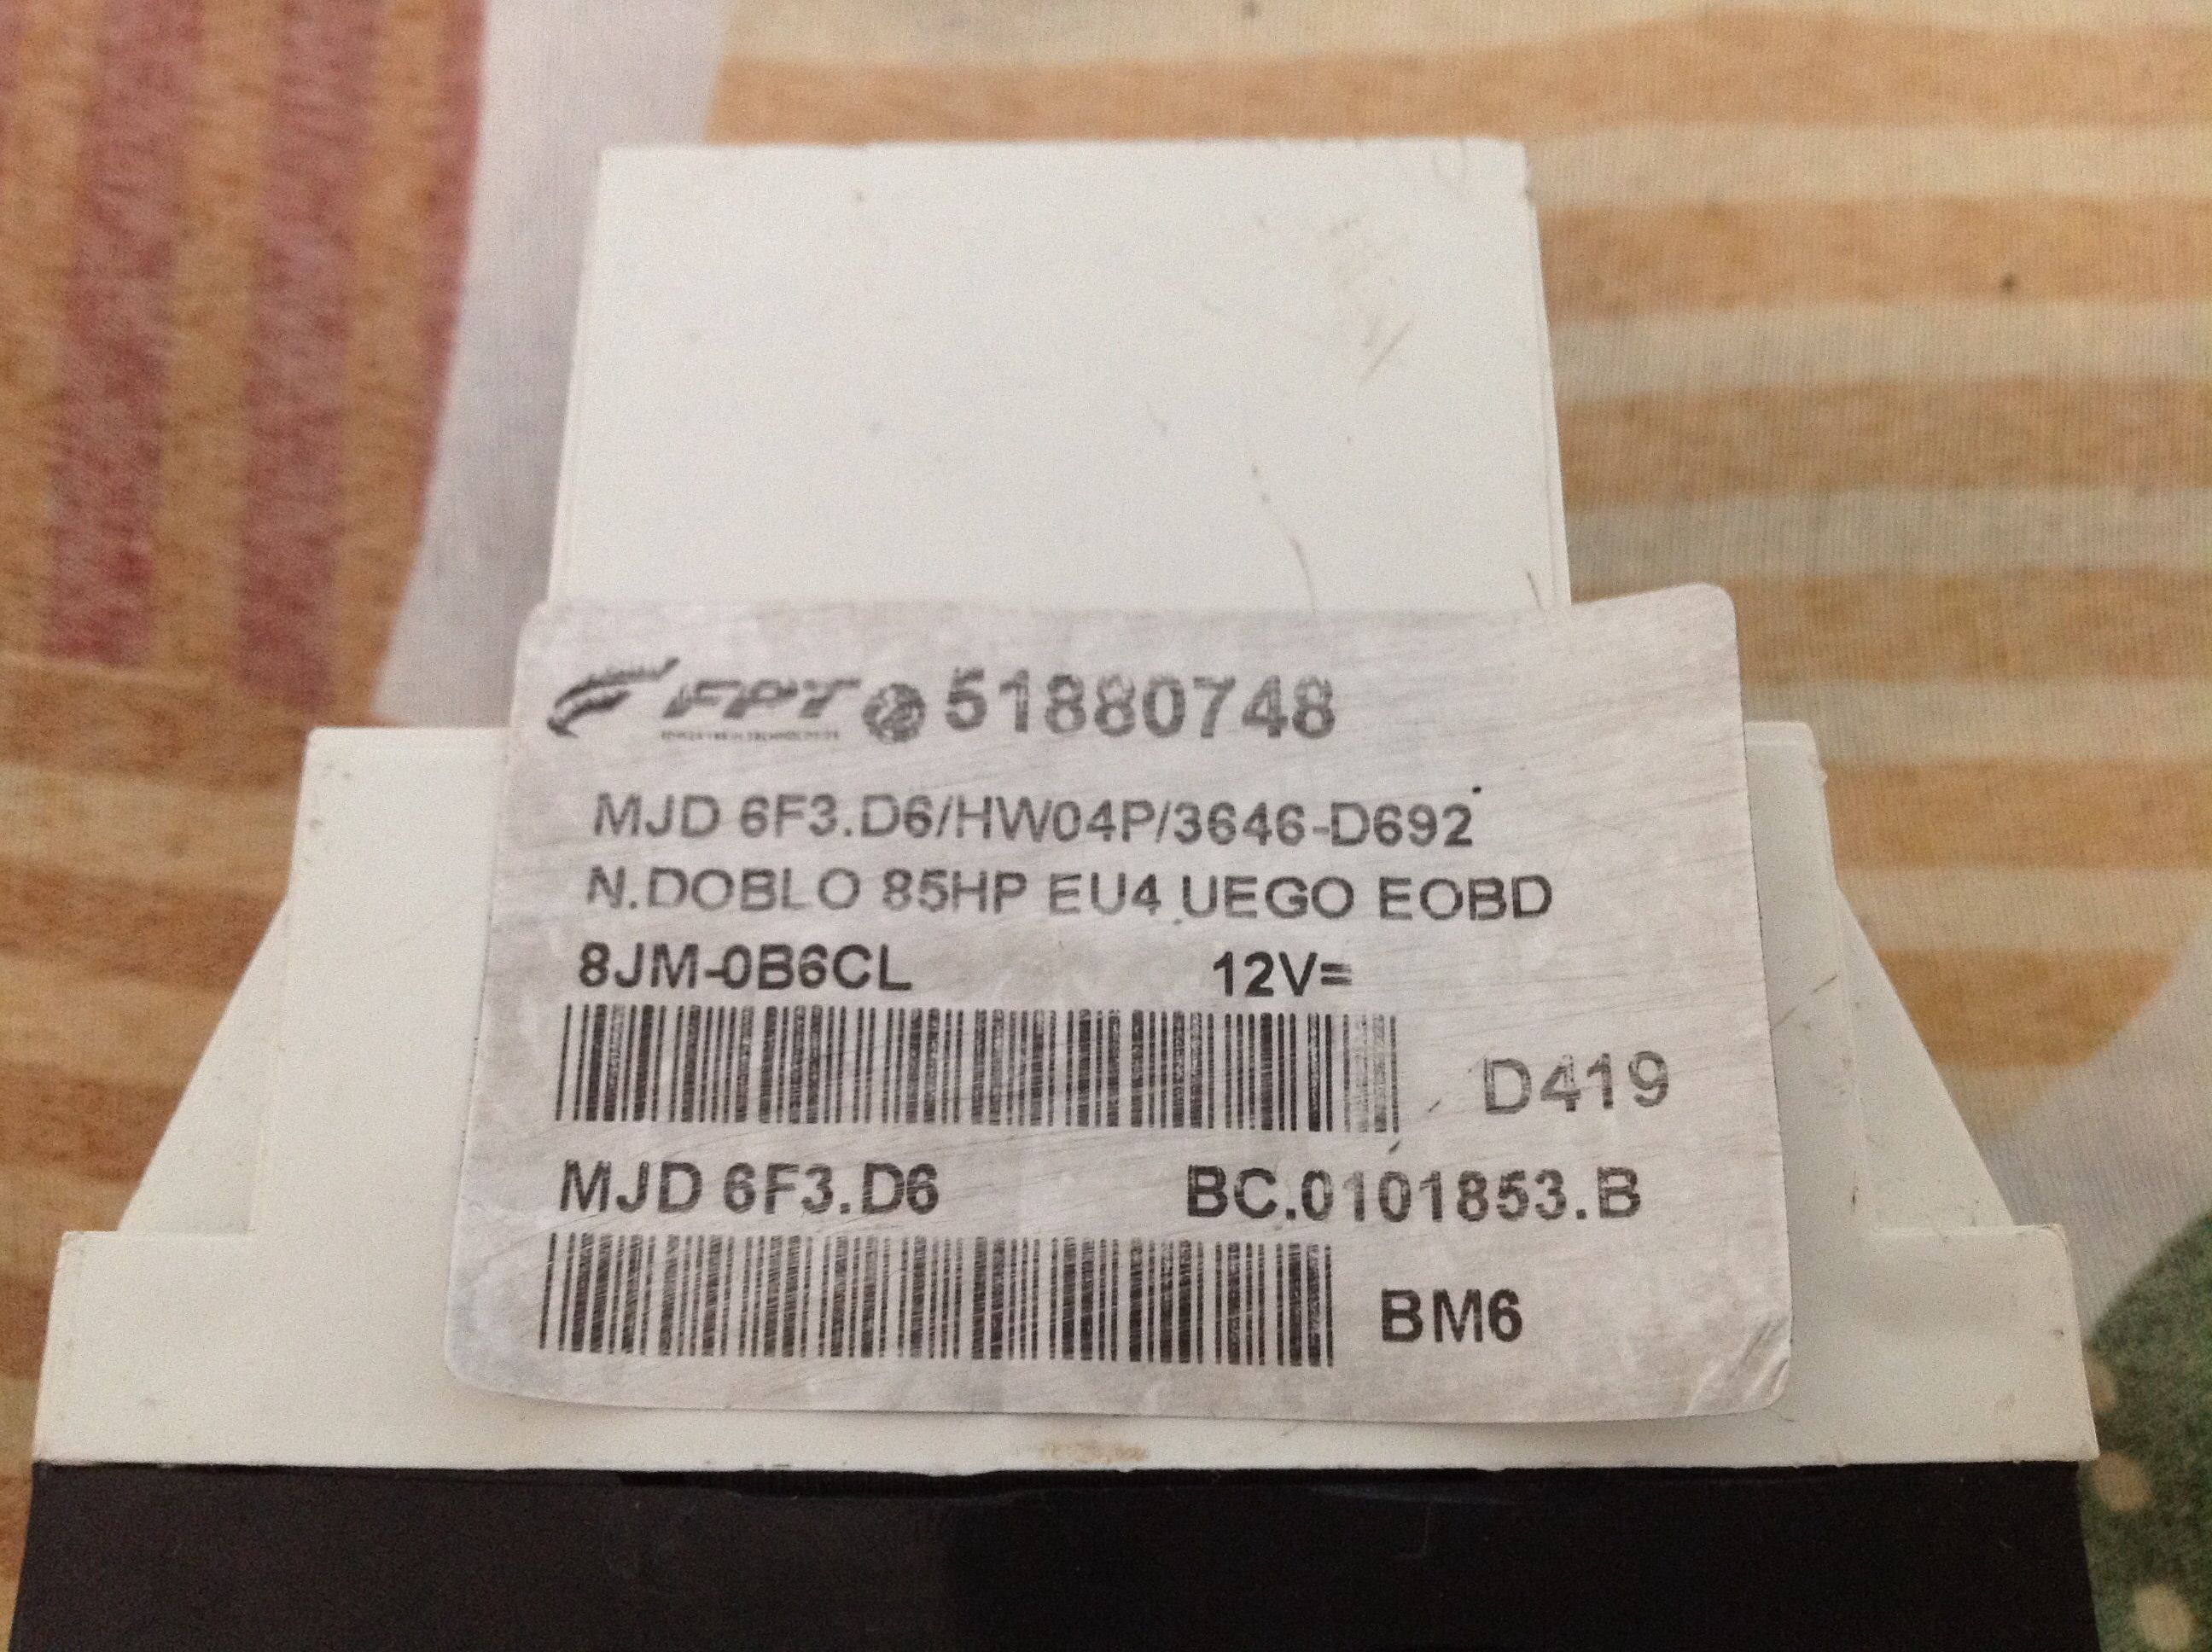 FPT 51880748
MJD 6F3.D6/HW04P/3646-D692
N.DOBLO 85HP EU4 UEGO EOBD
8JM-0B6CL 12V=
D419
MJD 6F3.D6 BC.0101853.B
BM6